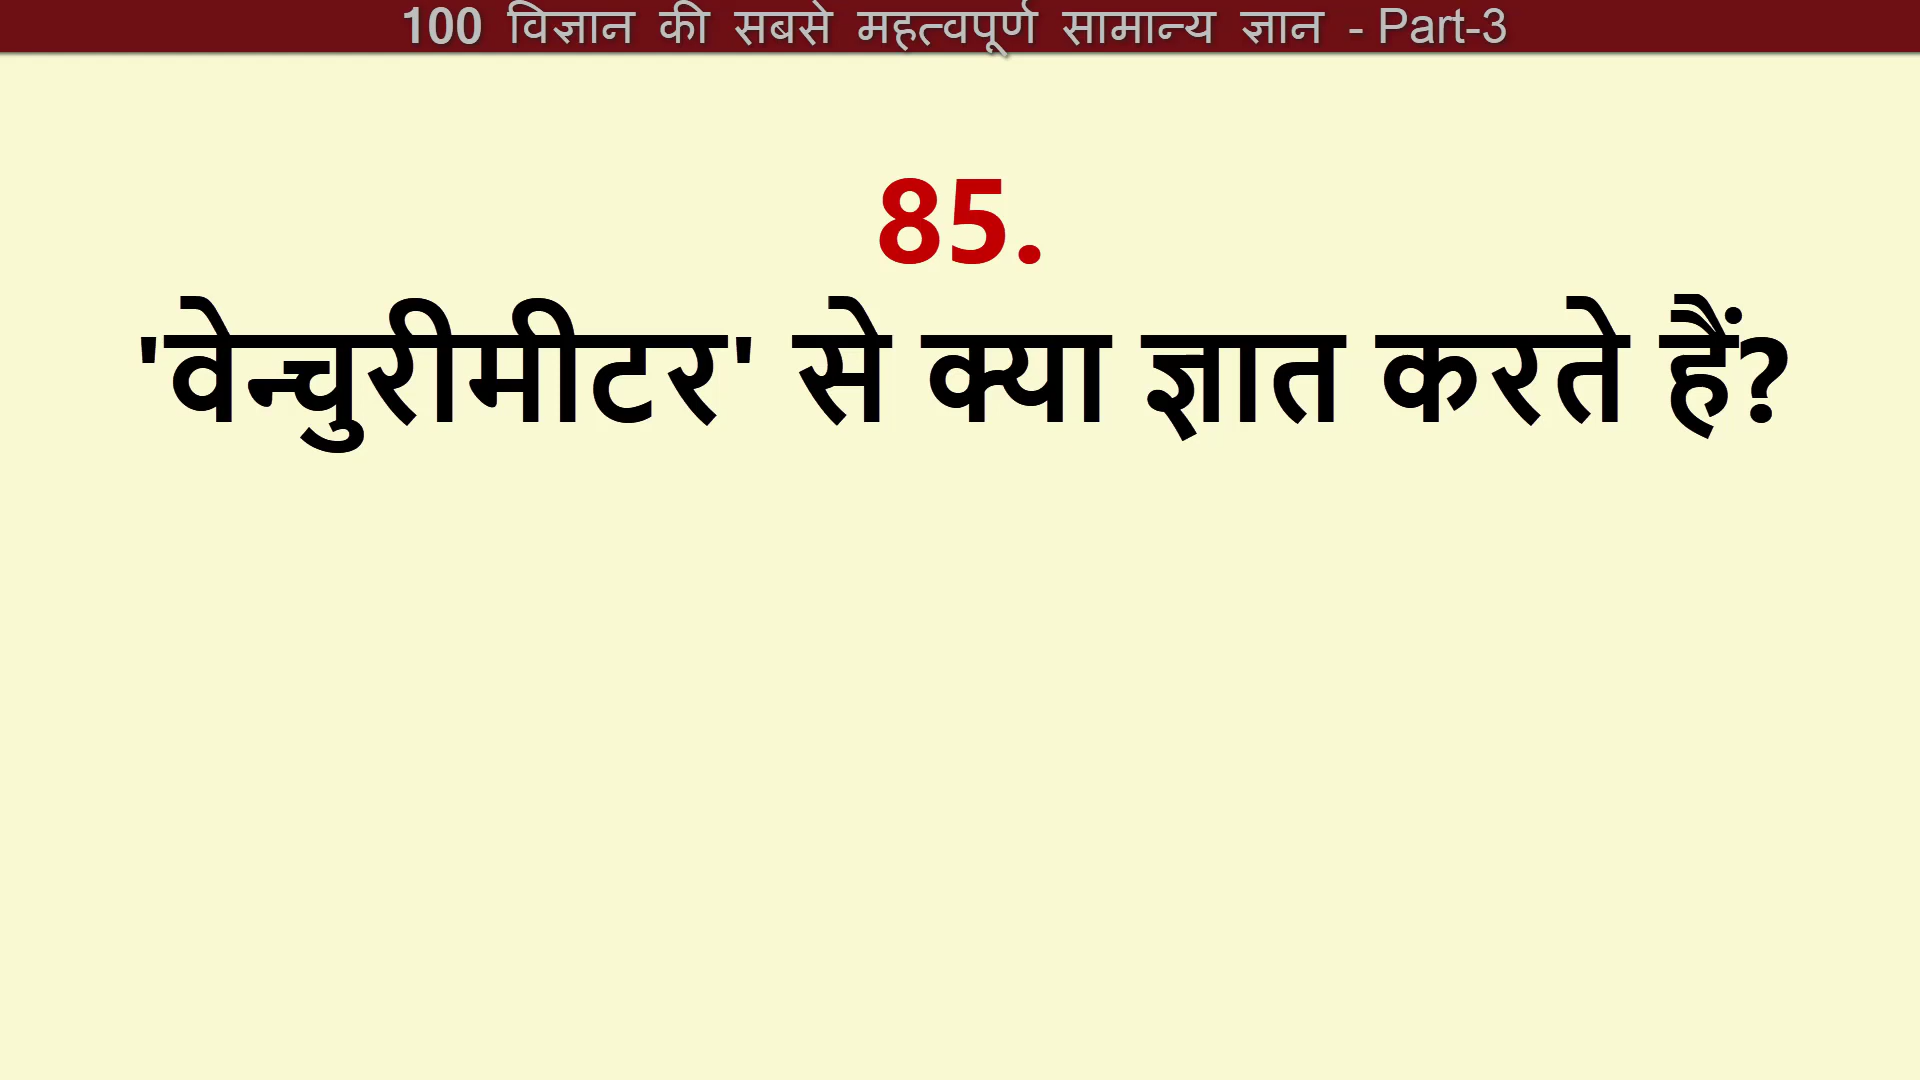 100 विज्ञान की सबसे महत्वपूर्ण सामान्य ज्ञान - Part-3
85.
'वेन्चुरीमीटर' से क्या ज्ञात करते हैं?